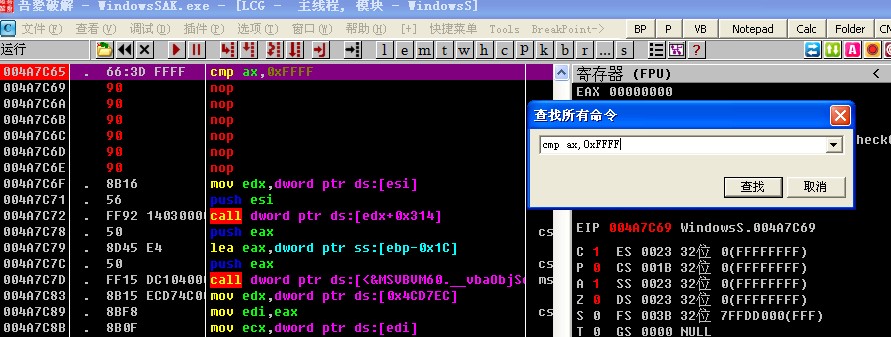 吾爱破解 - WindowsSAK.exe - [LCG - 主线程, 模块 - WindowsS]
C 文件(F) 查看(V) 调试(D) 插件(P) 选项(T) 窗口(W) 帮助(H) [+] 快捷菜单 Tools BreakPoint-> BP P VB Notepad Calc Folder
运行 l e m t w h c P k b z r ... s
004A7C65 . 66:3D FFFF cmp ax,0xFFFF
004A7C69 90 nop
004A7C6A 90 nop
004A7C6B 90 nop
004A7C6C 90 nop
004A7C6D 90 nop
004A7C6E 90 nop
004A7C6F . 8B16 mov edx,dword ptr ds:[esi]
004A7C71 . 56 push esi
004A7C72 . FF92 1403000 call dword ptr ds:[edx+0x314]
004A7C78 . 50 push eax
004A7C79 . 8D45 E4 lea eax,dword ptr ss:[ebp-0x1C]
004A7C7C . 50 push eax
004A7C7D . FF15 DC10400 call dword ptr ds:[<&MSVBVM60.__vbaObjSe
004A7C83 . 8B15 ECD74C0 mov edx,dword ptr ds:[0x4CD7EC]
004A7C89 . 8BF8 mov edi,eax
004A7C8B . 8B0F mov ecx,dword ptr ds:[edi]
cs
cs
ms
寄存器 (FPU) <
EAX 00000000
查找所有命令
cmp ax,0xFFFF
查找 取消
EIP 004A7C69 WindowsS.004A7C69
C 1 ES 0023 32位 0(FFFFFFFF)
P 0 CS 001B 32位 0(FFFFFFFF)
A 1 SS 0023 32位 0(FFFFFFFF)
Z 0 DS 0023 32位 0(FFFFFFFF)
S 0 FS 003B 32位 7FFDD000(FFF)
T 0 GS 0000 NULL